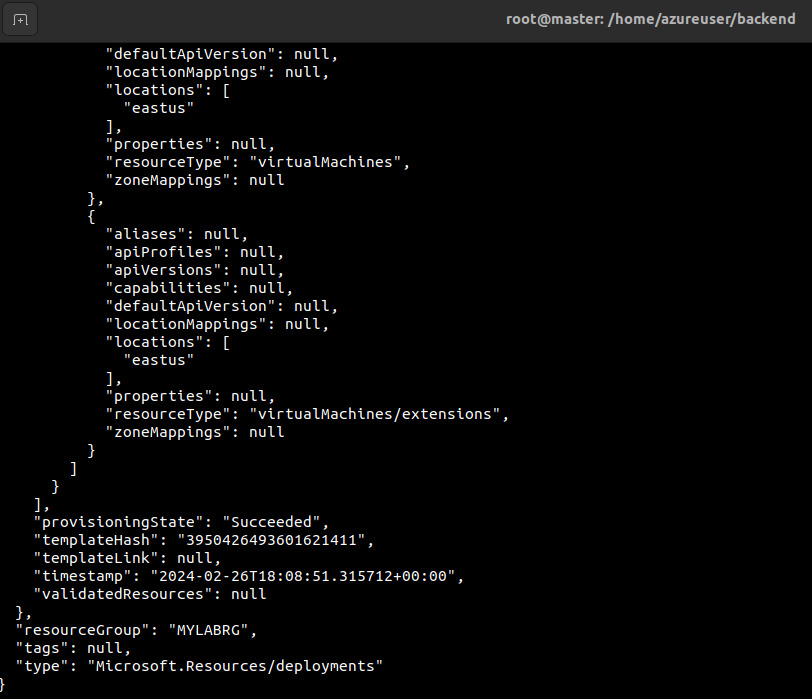 root@master: /home/azureuser/backend
"defaultApiVersion": null,
"locationMappings": null,
"locations": [
"eastus"
],
"properties": null,
"resourceType": "virtualMachines",
"zoneMappings": null
},
{
"aliases": null,
"apiProfiles": null,
"apiVersions": null,
"capabilities": null,
"defaultApiVersion": null,
"locationMappings": null,
"locations": [
"eastus"
],
"properties": null,
"resourceType": "virtualMachines/extensions",
"zoneMappings": null
}
]
}
],
"provisioningState": "Succeeded",
"templateHash": "3950426493601621411",
"templateLink": null,
"timestamp": "2024-02-26T18:08:51.315712+00:00",
"validatedResources": null
},
"resourceGroup": "MYLABRG",
"tags": null,
"type": "Microsoft.Resources/deployments"
}